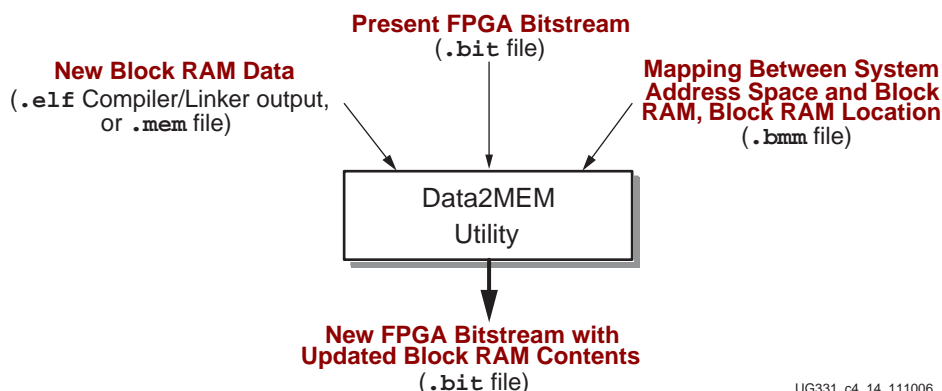 Present FPGA Bitstream
(.bit file)
New Block RAM Data
(.elf Compiler/Linker output,
or .mem file)
Mapping Between System
Address Space and Block
RAM, Block RAM Location
(.bmm file)
Data2MEM
Utility
New FPGA Bitstream with
Updated Block RAM Contents
(.bit file)
UG331_c4_14_111006